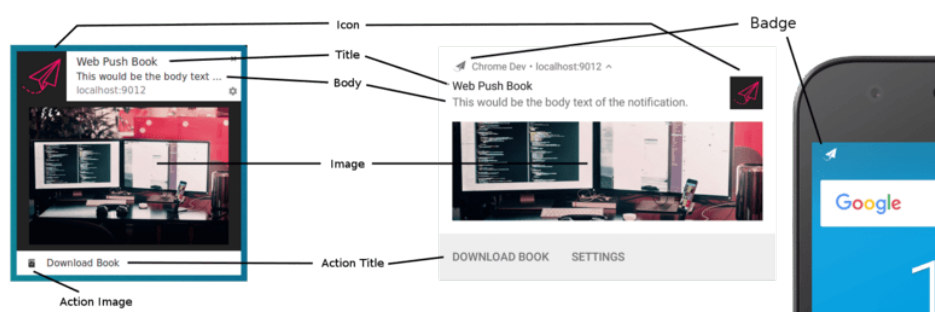 Icon
Badge
Title
Web Push Book
This would be the body text ...
localhost:9012
Body
Chrome Dev • localhost:9012
Web Push Book
This would be the body text of the notification.
Image
Google
1
Download Book
Action Title
DOWNLOAD BOOK SETTINGS
Action Image